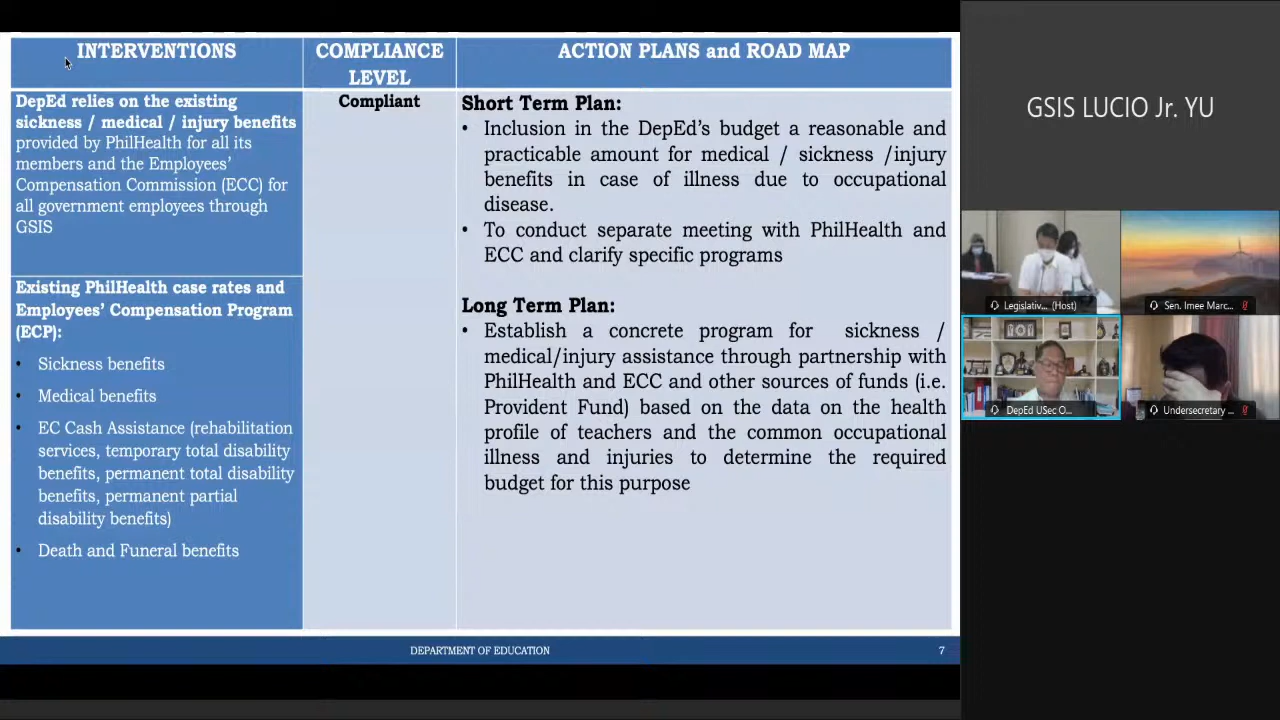 INTERVENTIONS
COMPLIANCE
LEVEL
ACTION PLANS and ROAD MAP
DepEd relies on the existing
sickness / medical / injury benefits
provided by PhilHealth for all its
members and the Employees’
Compensation Commission (ECC) for
all government employees through
GSIS
Existing PhilHealth case rates and
Employees’ Compensation Program
(ECP):
• Sickness benefits
• Medical benefits
• EC Cash Assistance (rehabilitation
services, temporary total disability
benefits, permanent total disability
benefits, permanent partial
disability benefits)
• Death and Funeral benefits
Compliant
Short Term Plan:
• Inclusion in the DepEd’s budget a reasonable and
practicable amount for medical / sickness /injury
benefits in case of illness due to occupational
disease.
• To conduct separate meeting with PhilHealth and
ECC and clarify specific programs
Long Term Plan:
• Establish a concrete program for sickness /
medical/injury assistance through partnership with
PhilHealth and ECC and other sources of funds (i.e.
Provident Fund) based on the data on the health
profile of teachers and the common occupational
illness and injuries to determine the required
budget for this purpose
DEPARTMENT OF EDUCATION
7
GSIS LUCIO Jr. YU
Legislativ... (Host)
Sen. Imee Marc...
DepEd USec O...
Undersecretary ...